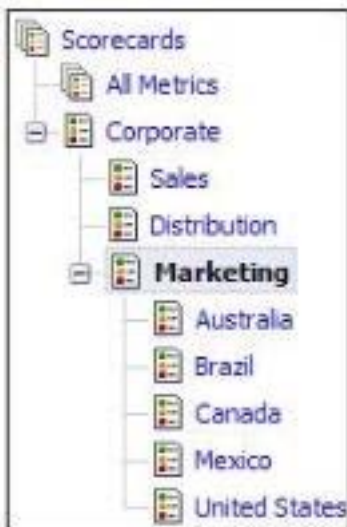 Scorecards
All Metrics
Corporate
Sales
Distribution
Marketing
Australia
Brazil
Canada
Mexico
United States